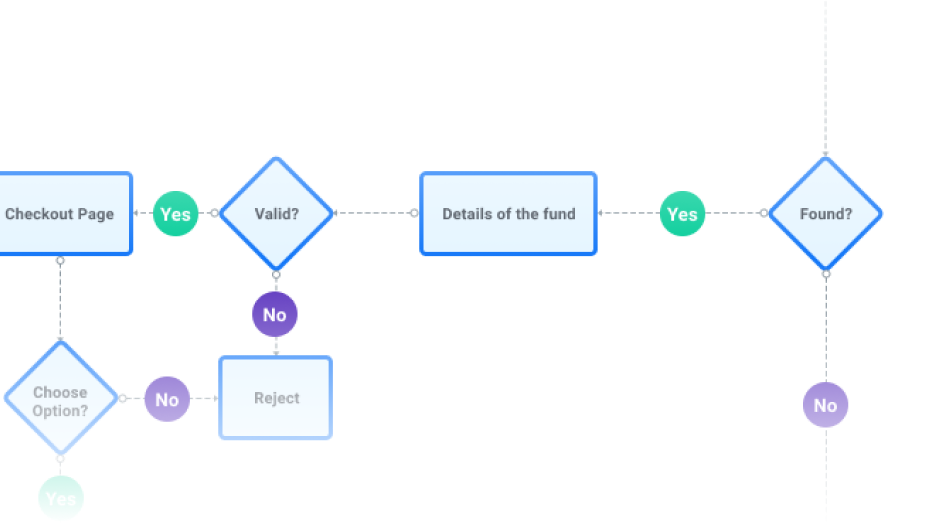 Checkout Page
Yes
Valid?
Details of the fund
Yes
Found?
No
Choose
Option?
No
Reject
No
Yes